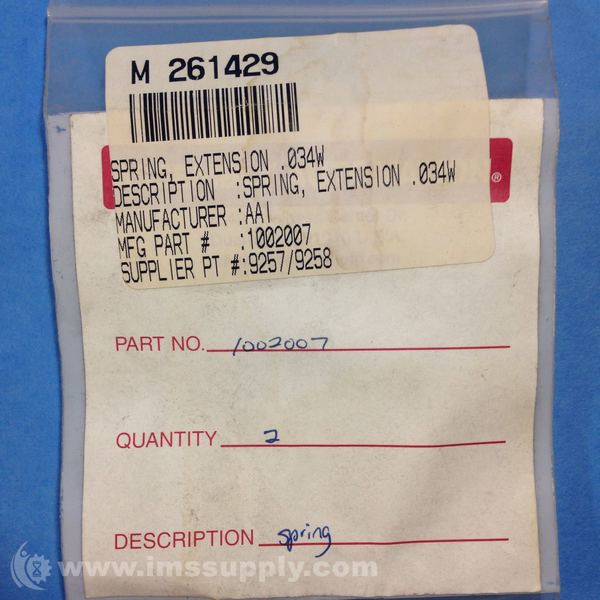 M 261429
SPRING, EXTENSION .034W
DESCRIPTION :SPRING, EXTENSION .034W
MANUFACTURER :AAI
MFG PART # :1002007
SUPPLIER PT #:9257/9258
®
PART NO. 1002007
QUANTITY 2
DESCRIPTION spring
www.imssupply.com